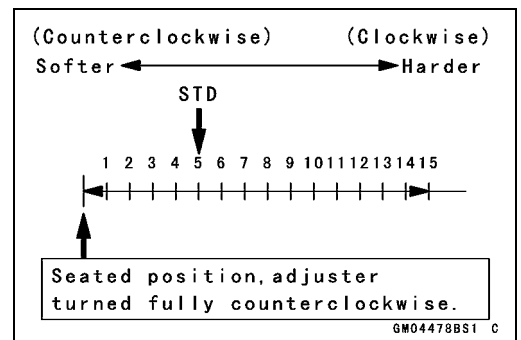 (Counterclockwise) (Clockwise)
Softer Harder
STD
1 2 3 4 5 6 7 8 9 10 11 12 13 14 15
Seated position,adjuster
turned fully counterclockwise.
GM04478BS1 C